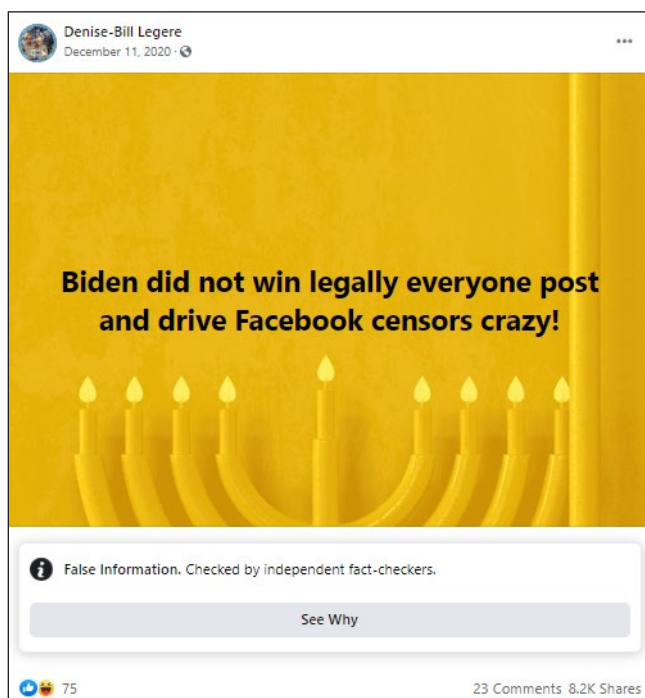 Denise-Bill Legere
December 11, 2020 ·
•••
Biden did not win legally everyone post
and drive Facebook censors crazy!
False Information. Checked by independent fact-checkers.
See Why
75
23 Comments 8.2K Shares